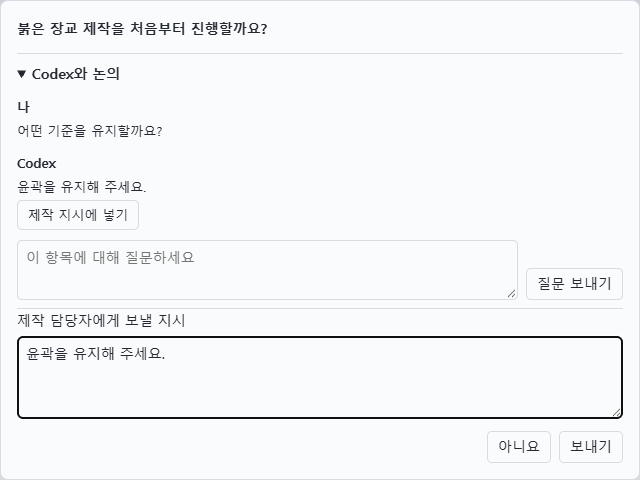 붉은 장교 제작을 처음부터 진행할까요?
▼ Codex와 논의
나
어떤 기준을 유지할까요?
Codex
윤곽을 유지해 주세요.
제작 지시에 넣기
이 항목에 대해 질문하세요
질문 보내기
제작 담당자에게 보낼 지시
윤곽을 유지해 주세요.
아니요 보내기